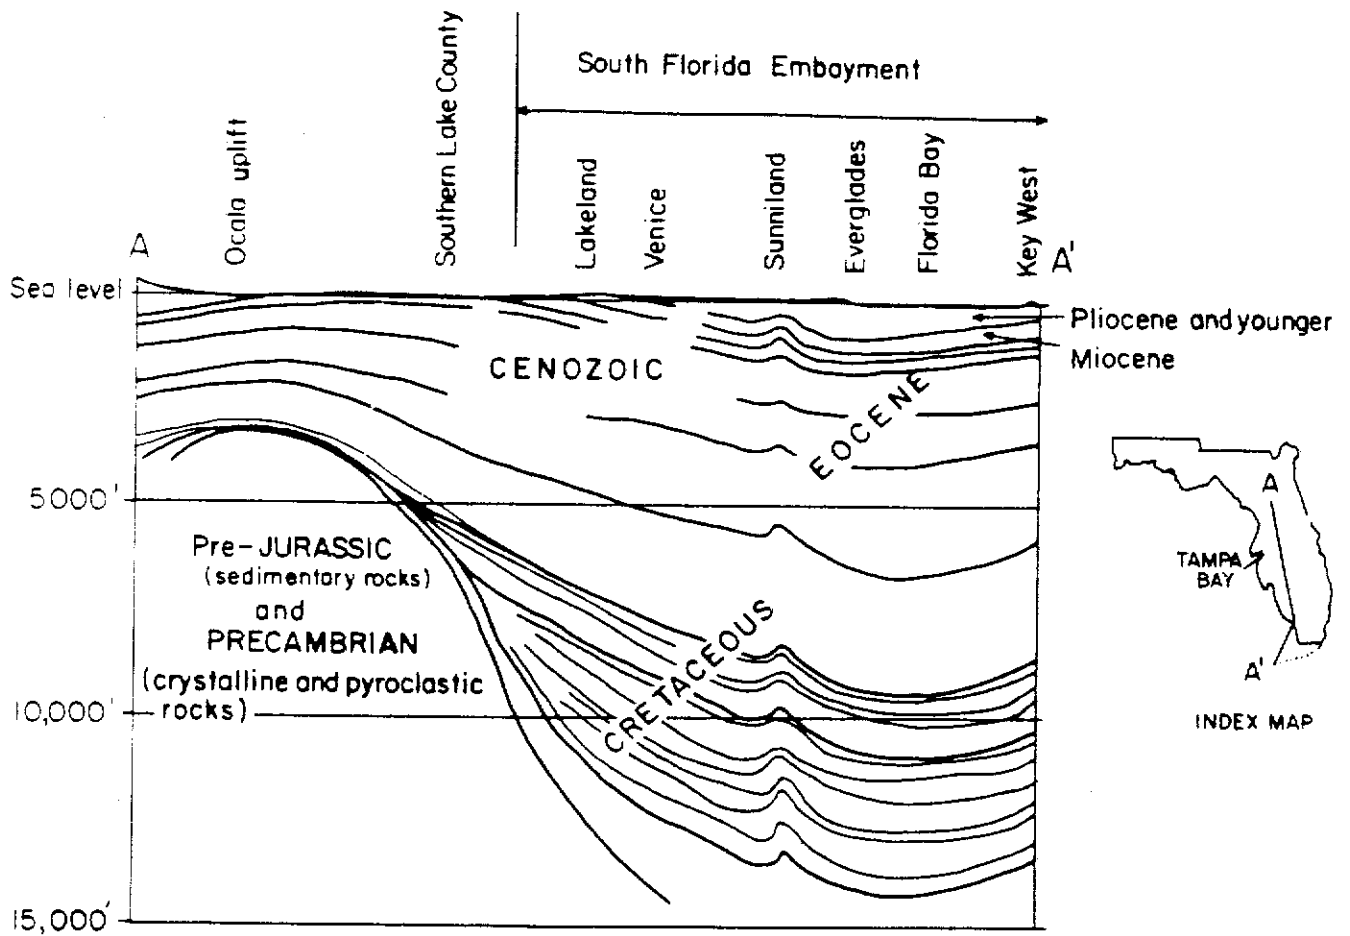 South Florida Embayment
A
Ocala uplift
Southern Lake County
Lakeland
Venice
Sunniland
Everglades
Florida Bay
Key West
A'
Sea level
Pliocene and younger
Miocene
CENOZOIC
EOCENE
5000'
Pre-JURASSIC
(sedimentary rocks)
and
PRECAMBRIAN
(crystalline and pyroclastic
rocks)
CRETACEOUS
10,000'
15,000'
A
TAMPA
BAY
A'
INDEX MAP